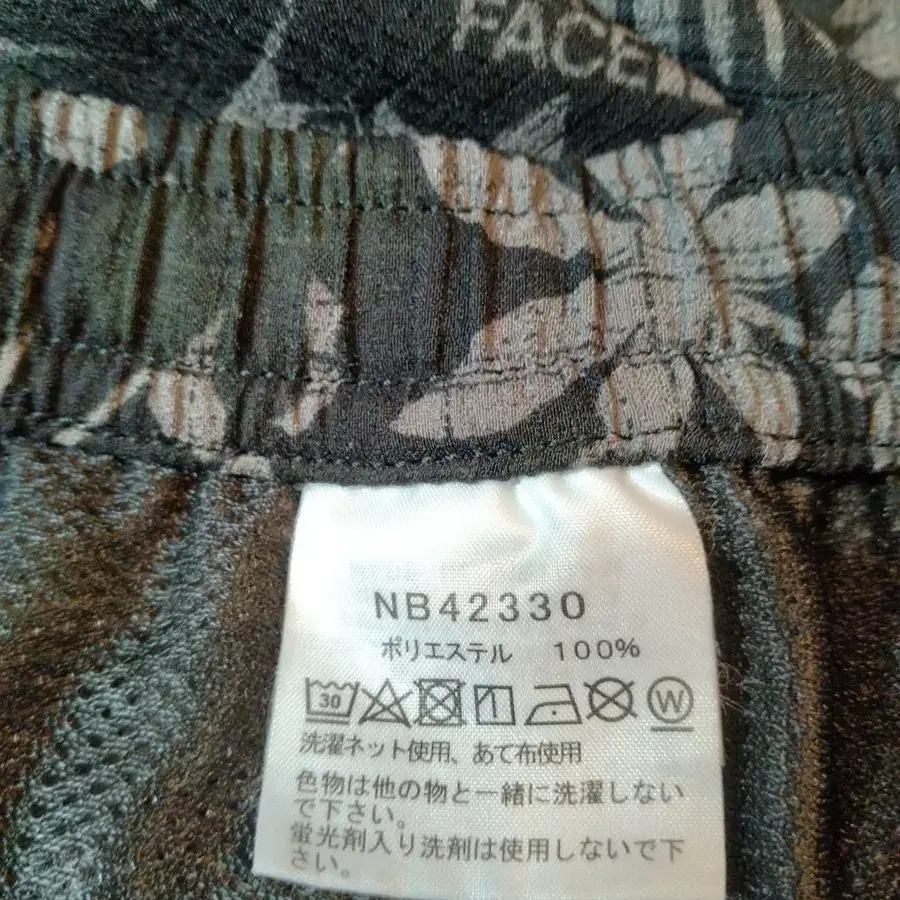 FACE
NB42330
ポリエステル 100%
30 W
洗濯ネット使用、あて布使用
色物は他の物と一緒に洗濯しない
で下さい。
蛍光剤入り洗剤は使用しないで下
さい。